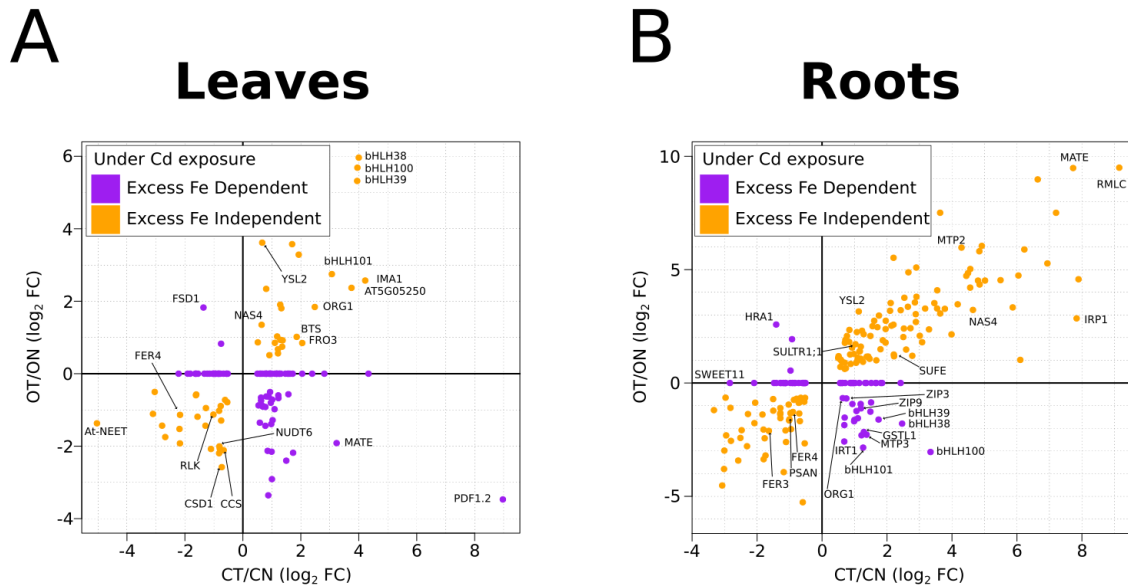 A
Leaves
Under Cd exposure
Excess Fe Dependent
Excess Fe Independent
bHLH38
bHLH100
bHLH39
YSL2
bHLH101
IMA1
AT5G05250
FSD1
NAS4
ORG1
BTS
FRO3
FER4
At-NEET
RLK
NUDT6
CSD1
CCS
MATE
PDF1.2
6
4
2
0
-2
-4
-4
-2
0
2
4
6
8
OT/ON (log2 FC)
CT/CN (log2 FC)
B
Roots
Under Cd exposure
Excess Fe Dependent
Excess Fe Independent
MATE
RMLC
MTP2
YSL2
HRA1
NAS4
IRP1
SULTR1;1
SUFE
SWEET11
ZIP3
ZIP9
bHLH39
bHLH38
GSTL1
MTP3
IRT1
bHLH101
bHLH100
FER4
PSAN
FER3
ORG1
10
5
0
-5
-4
-2
0
2
4
6
8
OT/ON (log2 FC)
CT/CN (log2 FC)